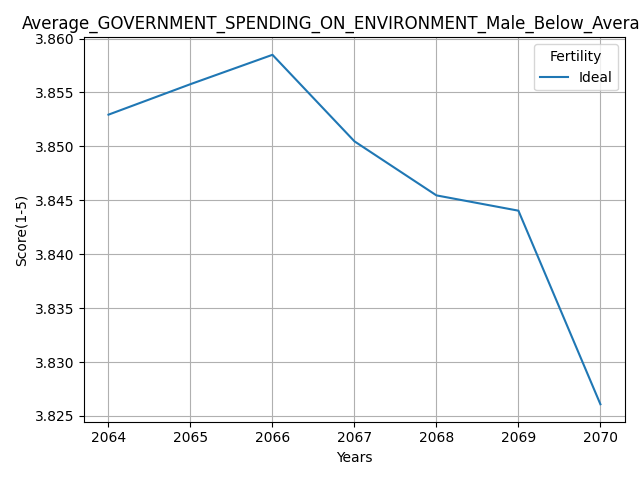 Average_GOVERNMENT_SPENDING_ON_ENVIRONMENT_Male_Below_Avera
3.860
3.855
3.850
3.845
3.840
3.835
3.830
3.825
Score(1-5)
Fertility
Ideal
2064 2065 2066 2067 2068 2069 2070
Years